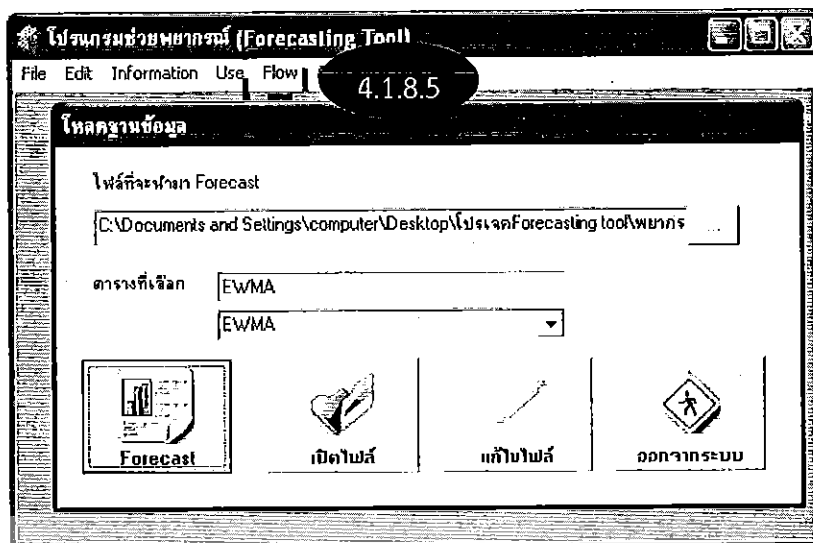 โปรแกรมช่วยพยากรณ์ (Forecasting Tool)
File Edit Information Use Flow
4.1.8.5
โหลดฐานข้อมูล
ไฟล์ที่จะนำมา Forecast
C:\Documents and Settings\computer\Desktop\โปรเจคForecasting tool\พยากร ...
ตารางที่เลือก EWMA
EWMA
Forecast เปิดไฟล์ แก้ไขไฟล์ ออกจากระบบ